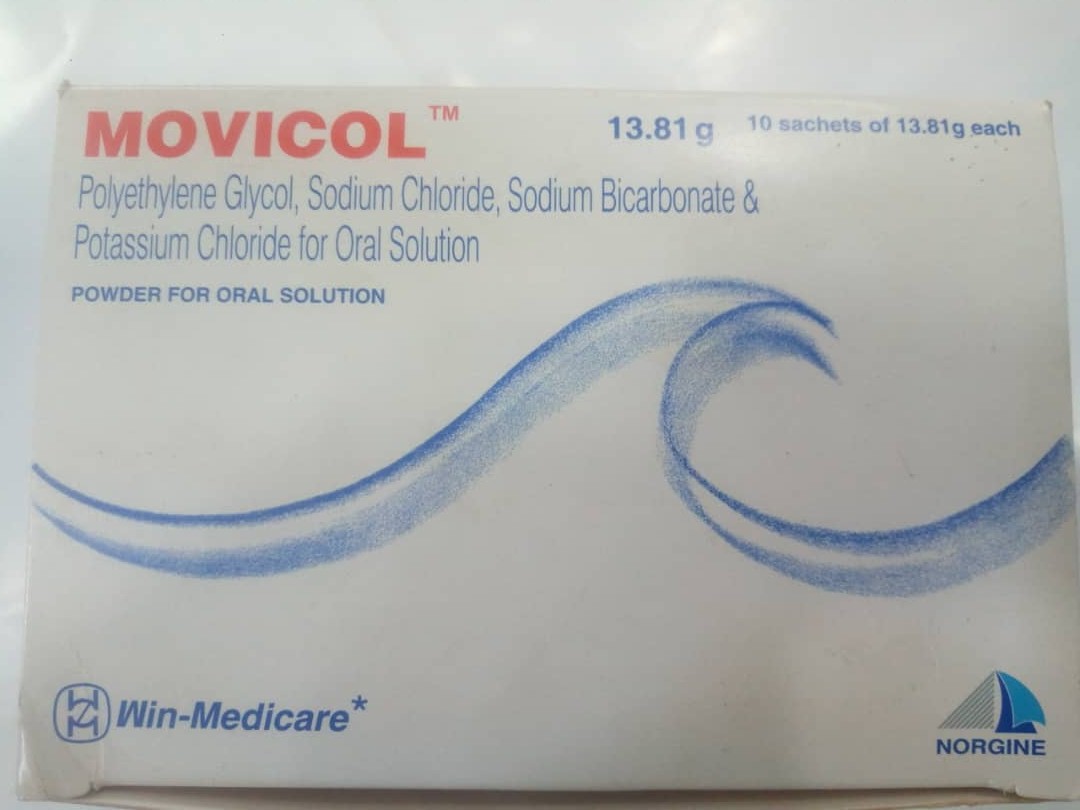 MOVICOL™
13.81 g 10 sachets of 13.81g each
Polyethylene Glycol, Sodium Chloride, Sodium Bicarbonate &
Potassium Chloride for Oral Solution
POWDER FOR ORAL SOLUTION
Win-Medicare*
NORGINE